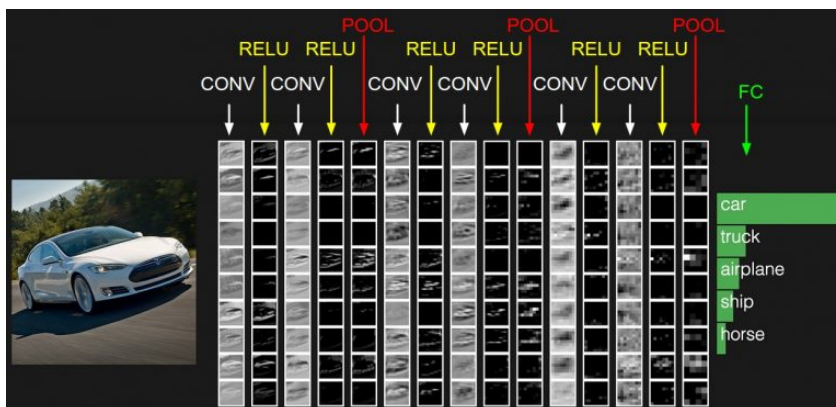 POOL POOL POOL
RELU RELU RELU RELU RELU RELU
CONV CONV CONV CONV CONV CONV
FC
car
truck
airplane
ship
horse